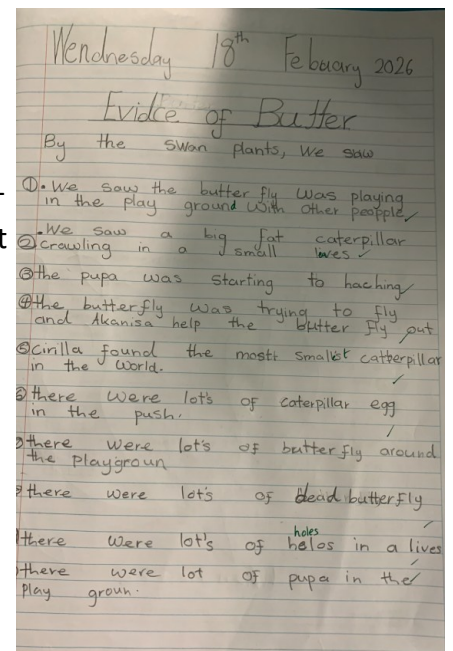 Wendnesday 18th Febuary 2026
Evidce of Butter
By the swan plants, we saw
①. We saw the butter fly was playing
in the play ground with other peopple
. We saw a big fat caterpillar
② crawling in a small lives
③ the pupa was starting to haching
④ the butterfly was trying to fly
and Akanisa help the butter fly out
⑤ cirilla found the mostt smallest catterpillar
in the world.
⑥ there were lot's of caterpillar egg
in the push.
there were lot's of butterfly around
the playgroun
there were lot's of dead butterfly
holes
there were lot's of helos in a lives
there were lot of pupa in the
play groun.